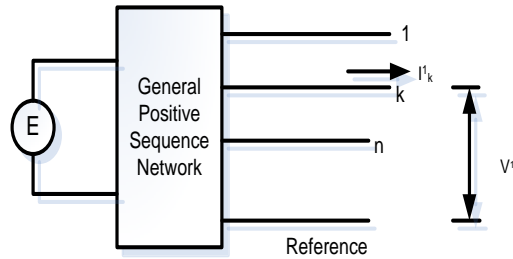 1
I¹k
k
General
Positive
Sequence
Network
E
n
V¹
Reference